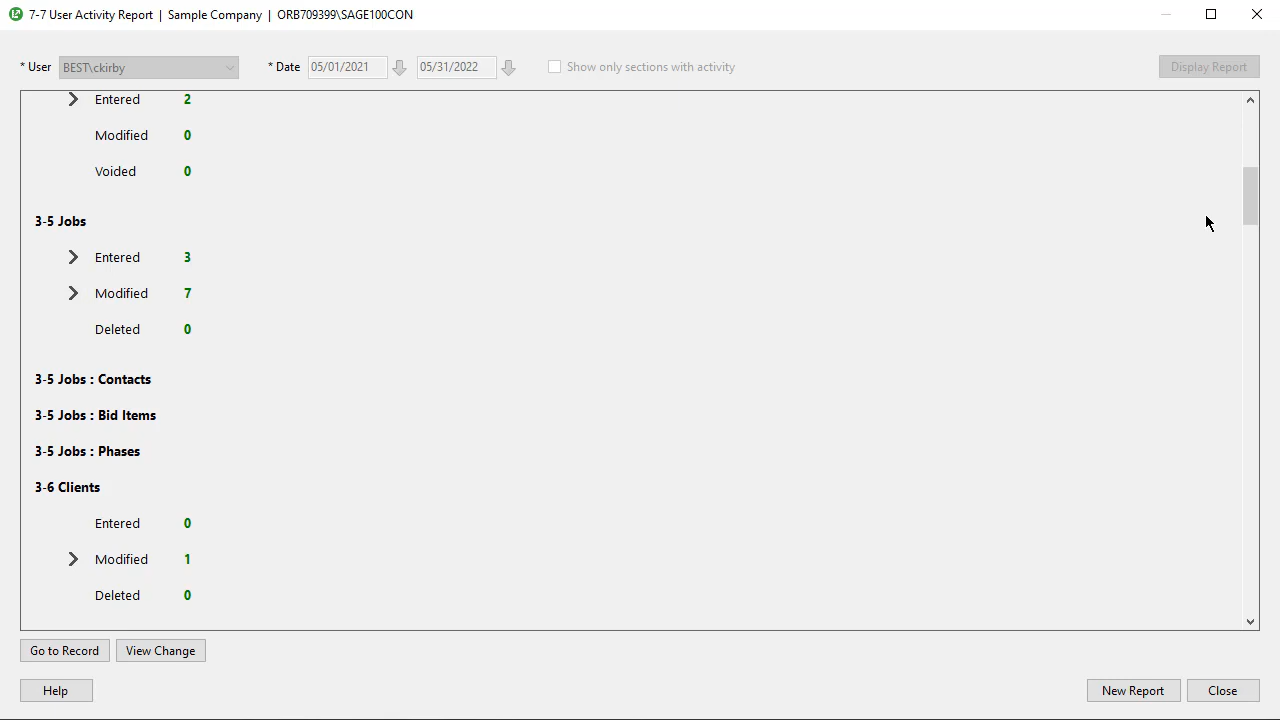 7-7 User Activity Report | Sample Company | ORB709399\SAGE100CON
* User BEST\ckirby * Date 05/01/2021 05/31/2022 Show only sections with activity Display Report
Entered 2
Modified 0
Voided 0
3-5 Jobs
Entered 3
Modified 7
Deleted 0
3-5 Jobs : Contacts
3-5 Jobs : Bid Items
3-5 Jobs : Phases
3-6 Clients
Entered 0
Modified 1
Deleted 0
Go to Record View Change
Help New Report Close